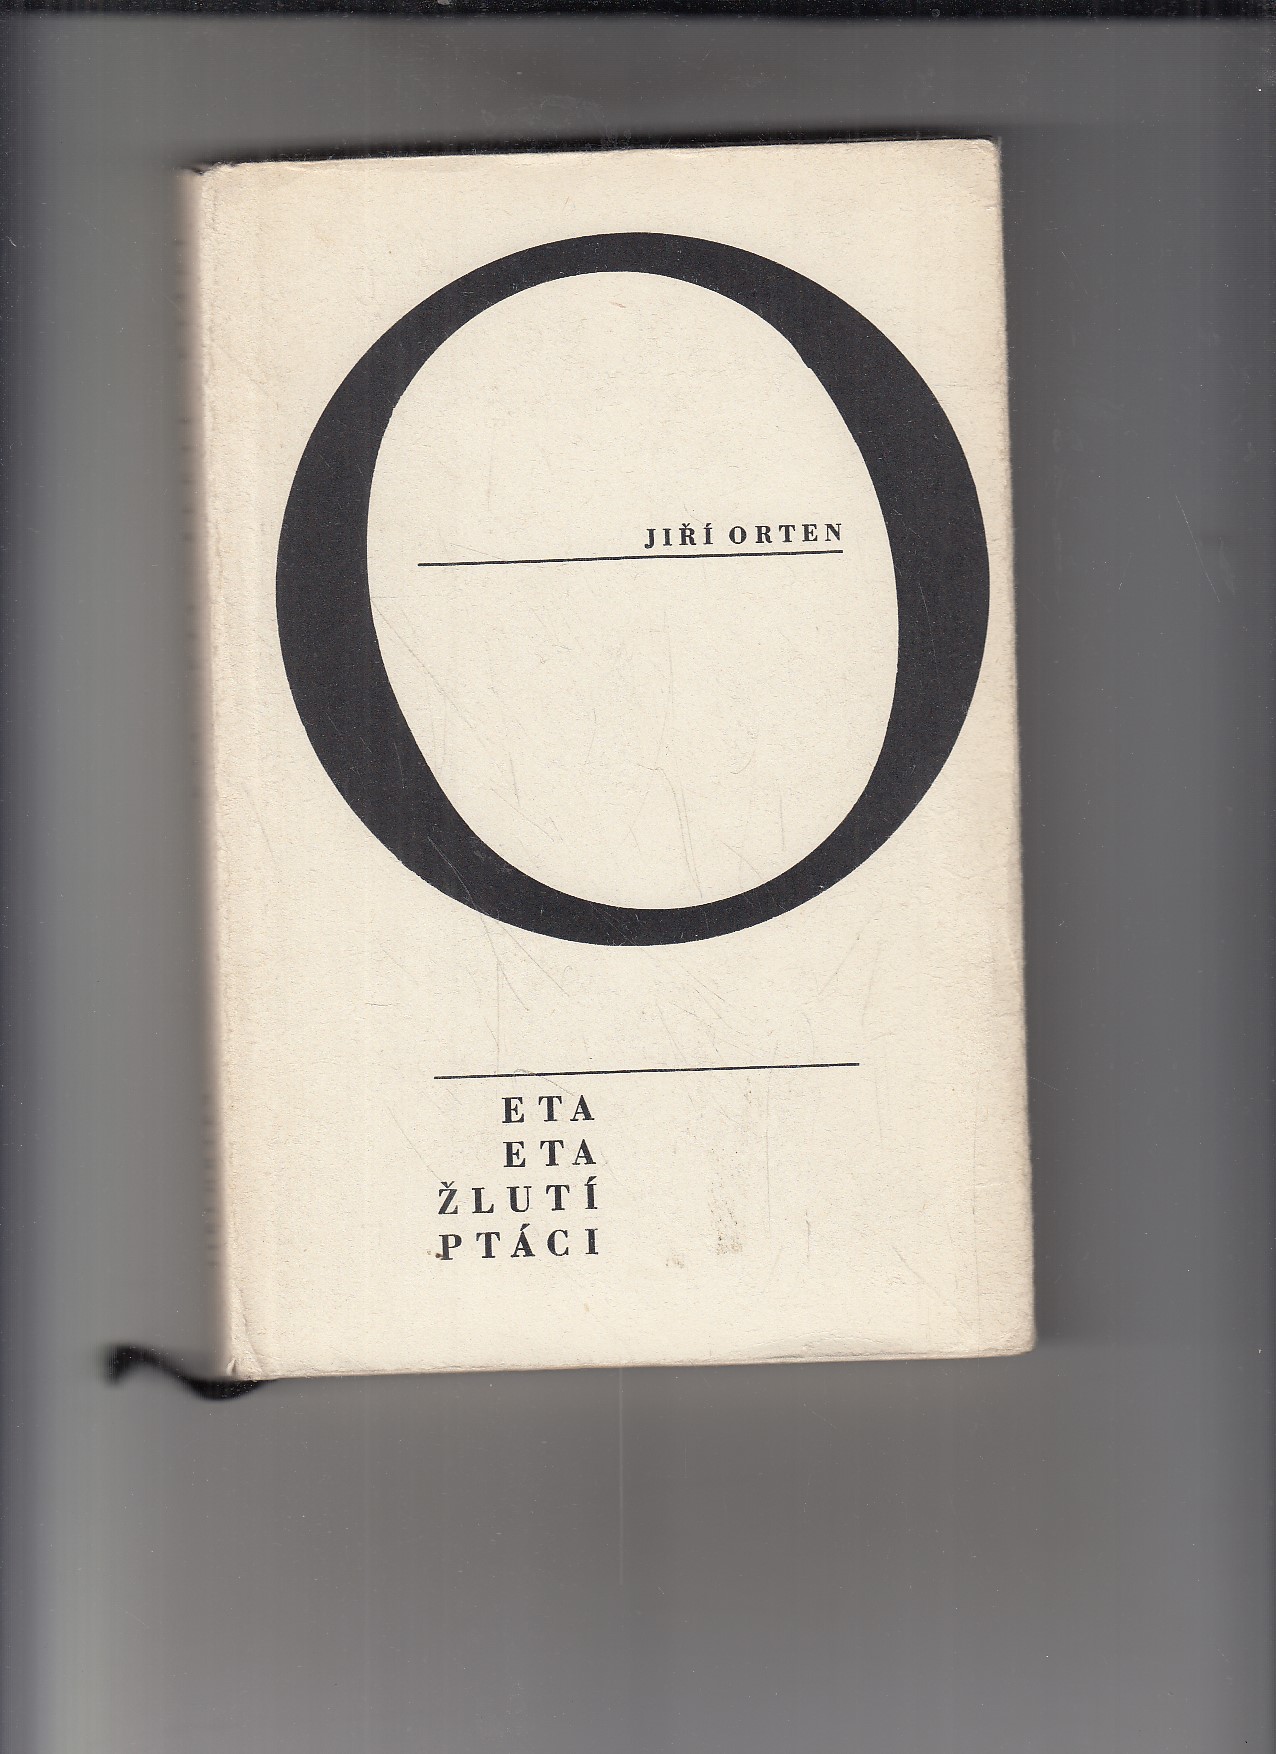 O
JIŘÍ ORTEN
ETA
ETA
ŽLUTÍ
PTÁCI